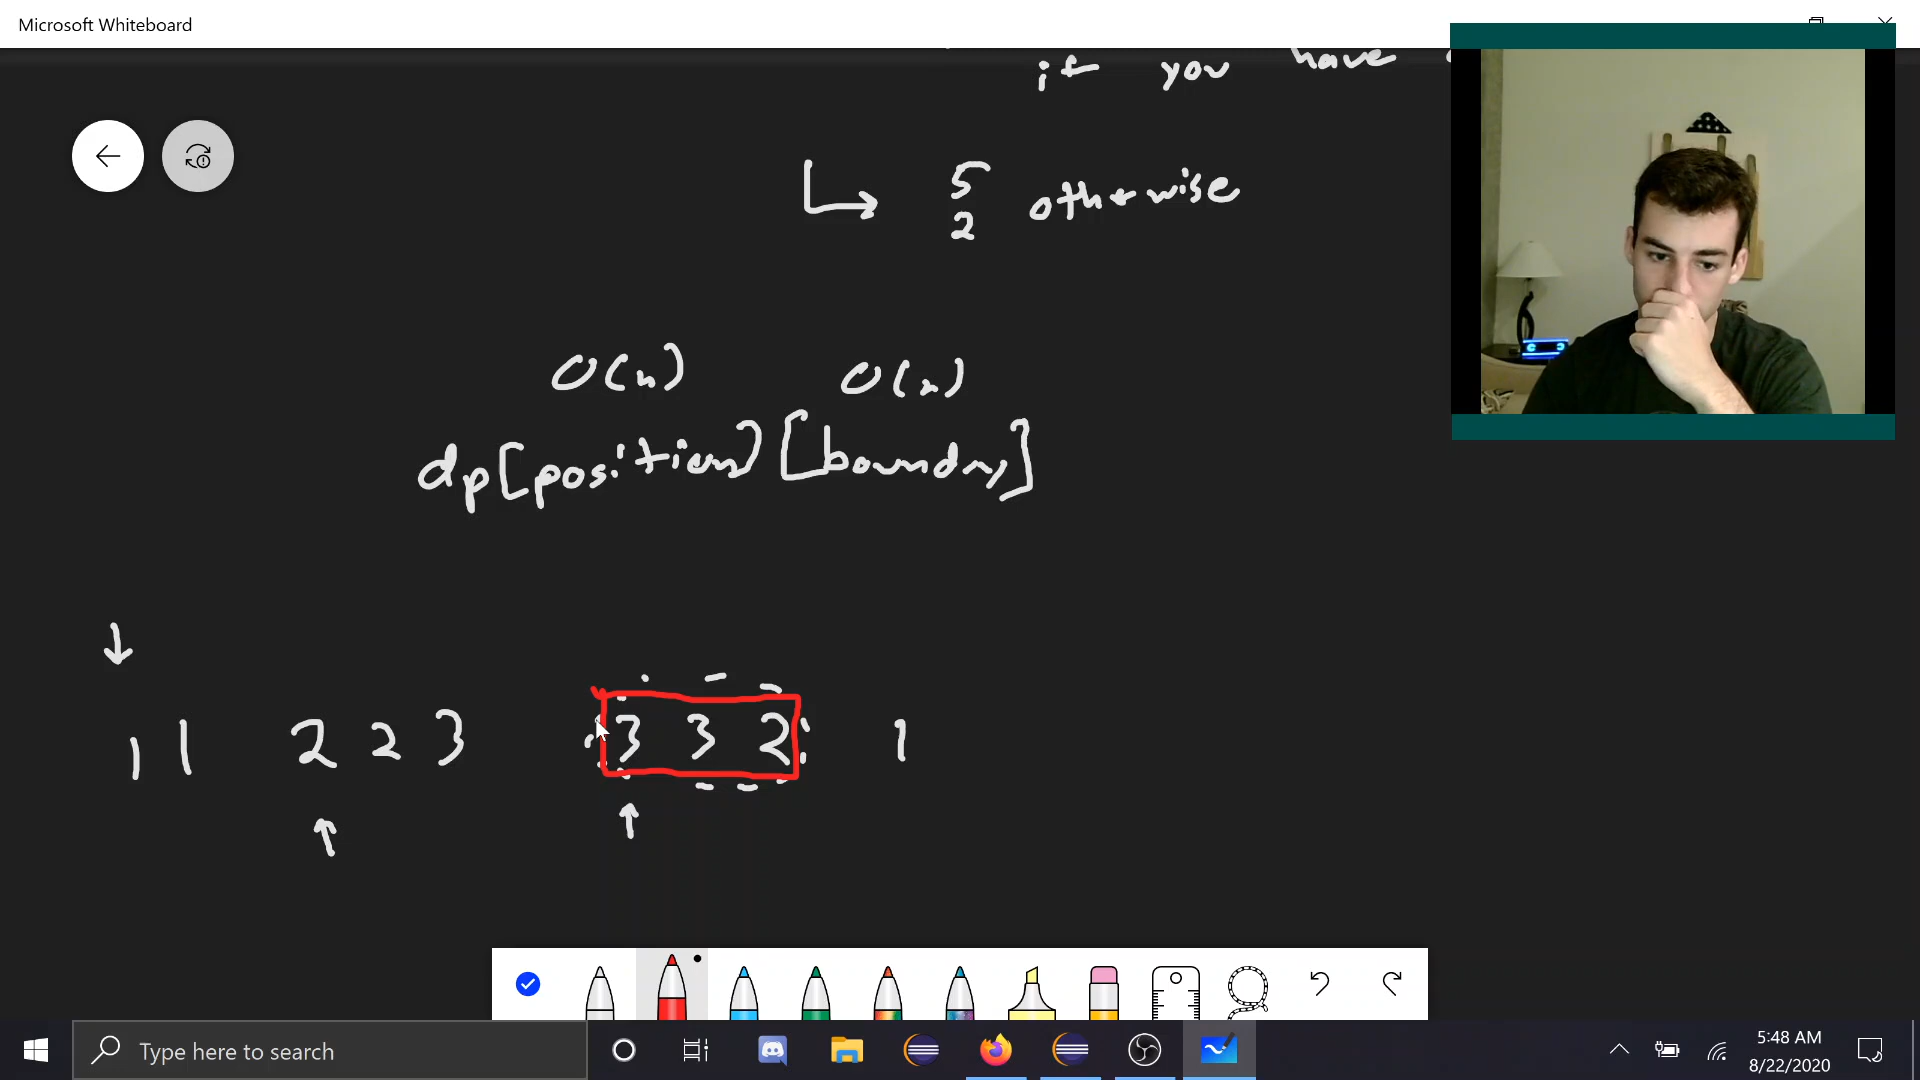 Microsoft Whiteboard
if you have
5 otherwise
2
O(n) O(n)
dp[position][boundry]
1 1 2 2 3 3 3 2 1
Type here to search
5:48 AM
8/22/2020